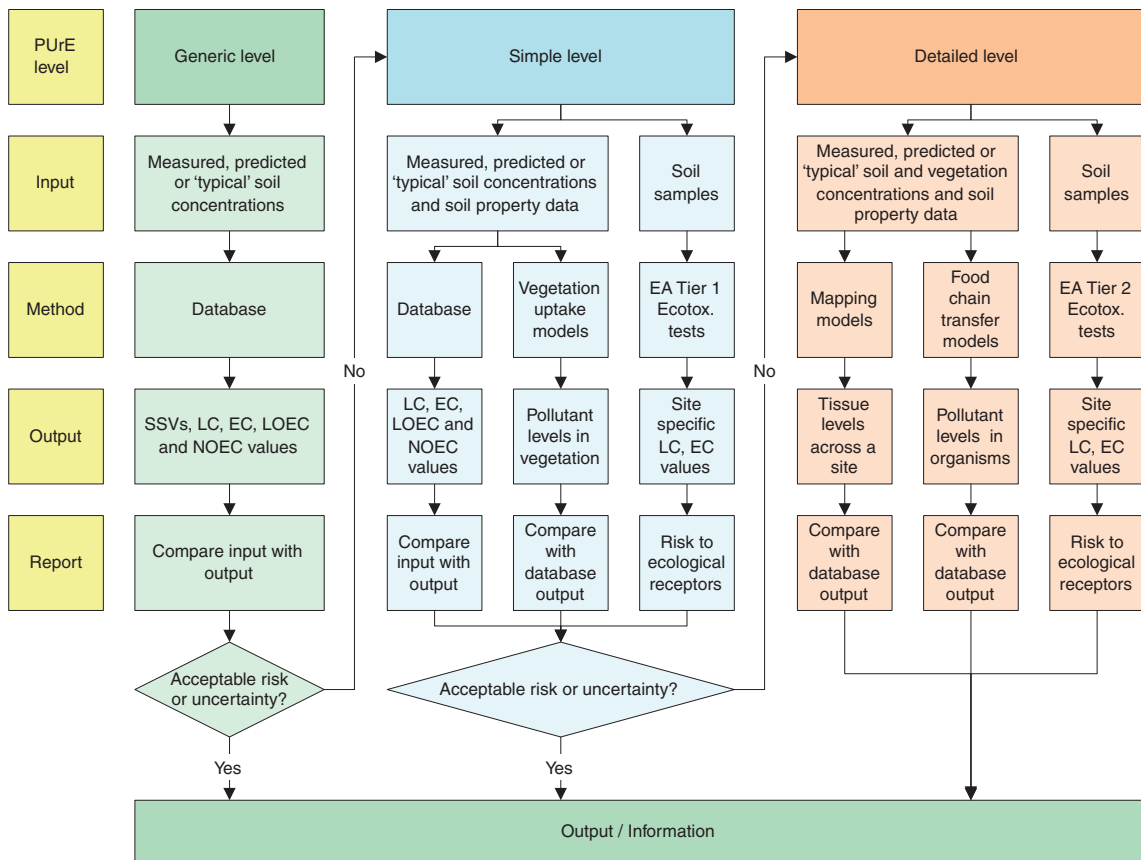 PUrE
level
Generic level
Simple level
Detailed level
Input
Measured, predicted
or 'typical' soil
concentrations
Measured, predicted or
'typical' soil concentrations
and soil property data
Soil
samples
Measured, predicted or
'typical' soil and vegetation
concentrations and soil
property data
Soil
samples
Method
Database
Database
Vegetation
uptake
models
EA Tier 1
Ecotox.
tests
Mapping
models
Food
chain
transfer
models
EA Tier 2
Ecotox.
tests
No
No
Output
SSVs, LC, EC, LOEC
and NOEC values
LC, EC,
LOEC and
NOEC
values
Pollutant
levels in
vegetation
Site
specific
LC, EC
values
Tissue
levels
across a
site
Pollutant
levels in
organisms
Site
specific
LC, EC
values
Report
Compare input with
output
Compare
input with
output
Compare
with
database
output
Risk to
ecological
receptors
Compare
with
database
output
Compare
with
database
output
Risk to
ecological
receptors
Acceptable risk
or uncertainty?
Acceptable risk or uncertainty?
Yes
Yes
Output / Information